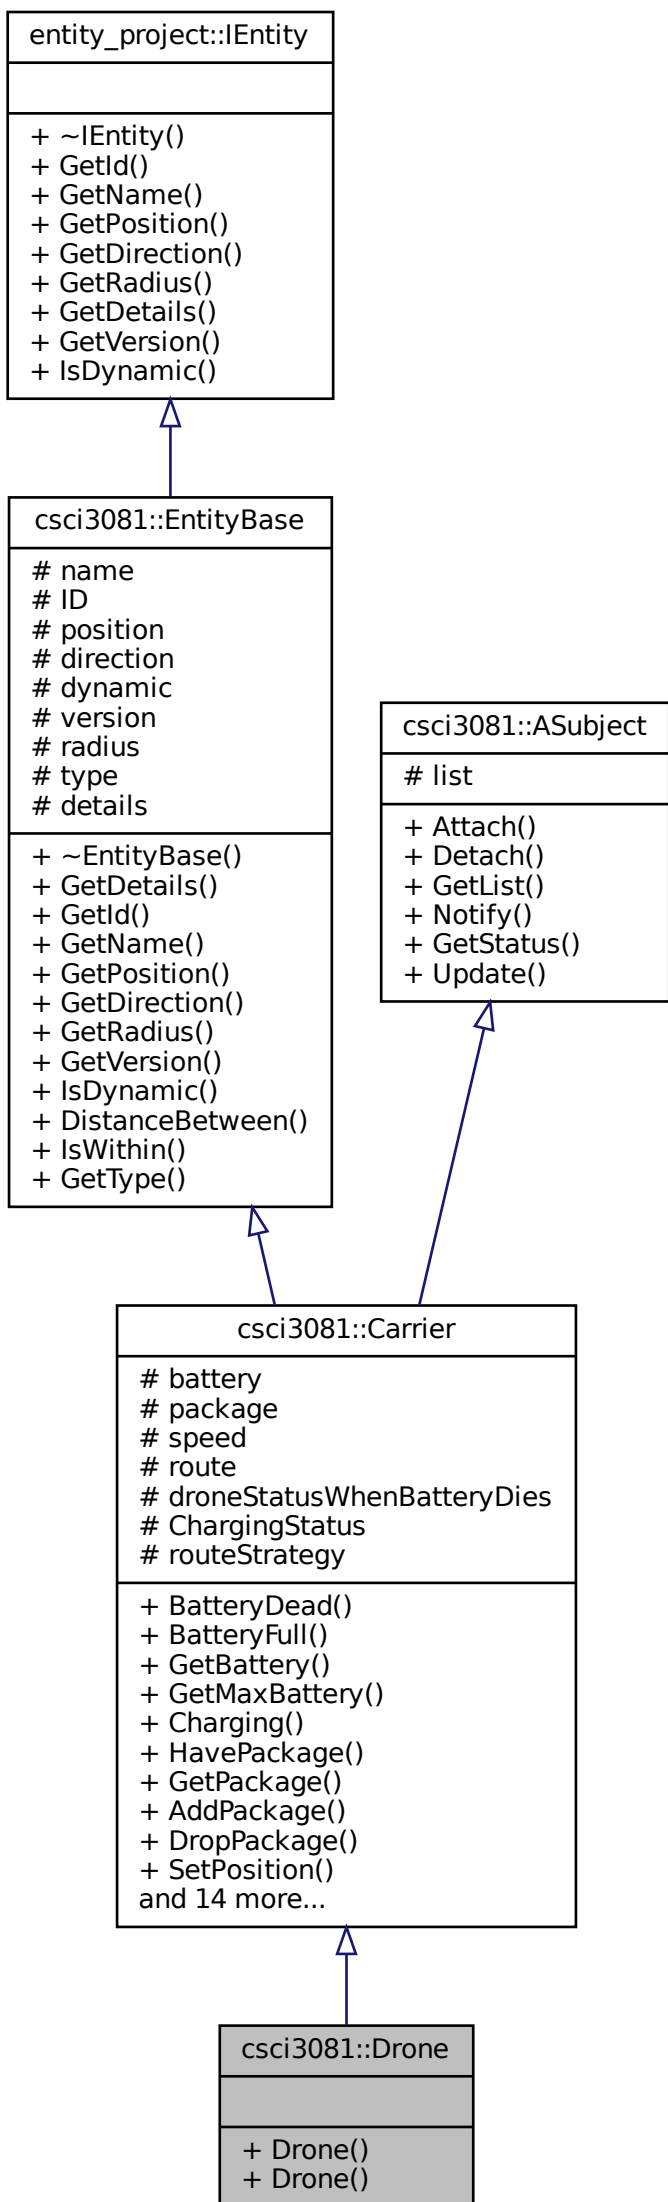 entity_project::IEntity
+ ~IEntity()
+ GetId()
+ GetName()
+ GetPosition()
+ GetDirection()
+ GetRadius()
+ GetDetails()
+ GetVersion()
+ IsDynamic()
csci3081::EntityBase
# name
# ID
# position
# direction
# dynamic
# version
# radius
# type
# details
+ ~EntityBase()
+ GetDetails()
+ GetId()
+ GetName()
+ GetPosition()
+ GetDirection()
+ GetRadius()
+ GetVersion()
+ IsDynamic()
+ DistanceBetween()
+ IsWithin()
+ GetType()
csci3081::ASubject
# list
+ Attach()
+ Detach()
+ GetList()
+ Notify()
+ GetStatus()
+ Update()
csci3081::Carrier
# battery
# package
# speed
# route
# droneStatusWhenBatteryDies
# ChargingStatus
# routeStrategy
+ BatteryDead()
+ BatteryFull()
+ GetBattery()
+ GetMaxBattery()
+ Charging()
+ HavePackage()
+ GetPackage()
+ AddPackage()
+ DropPackage()
+ SetPosition()
and 14 more...
csci3081::Drone
+ Drone()
+ Drone()